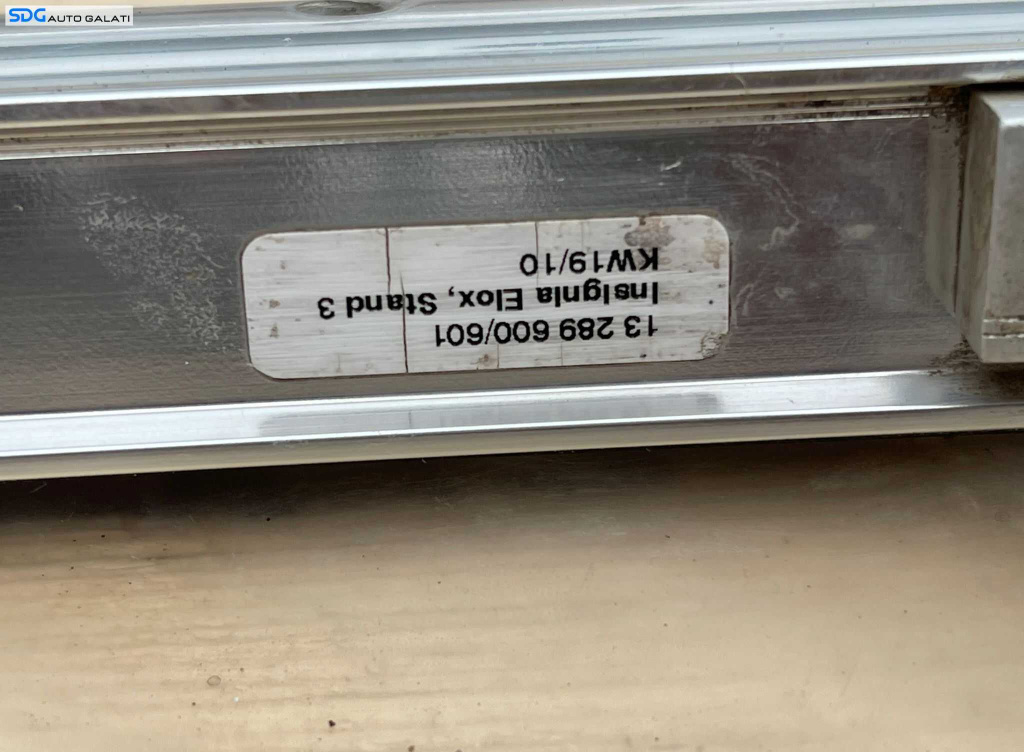 SDG AUTO GALATI
13 289 600/601
Insignia Elox, Stand 3
KW19/10